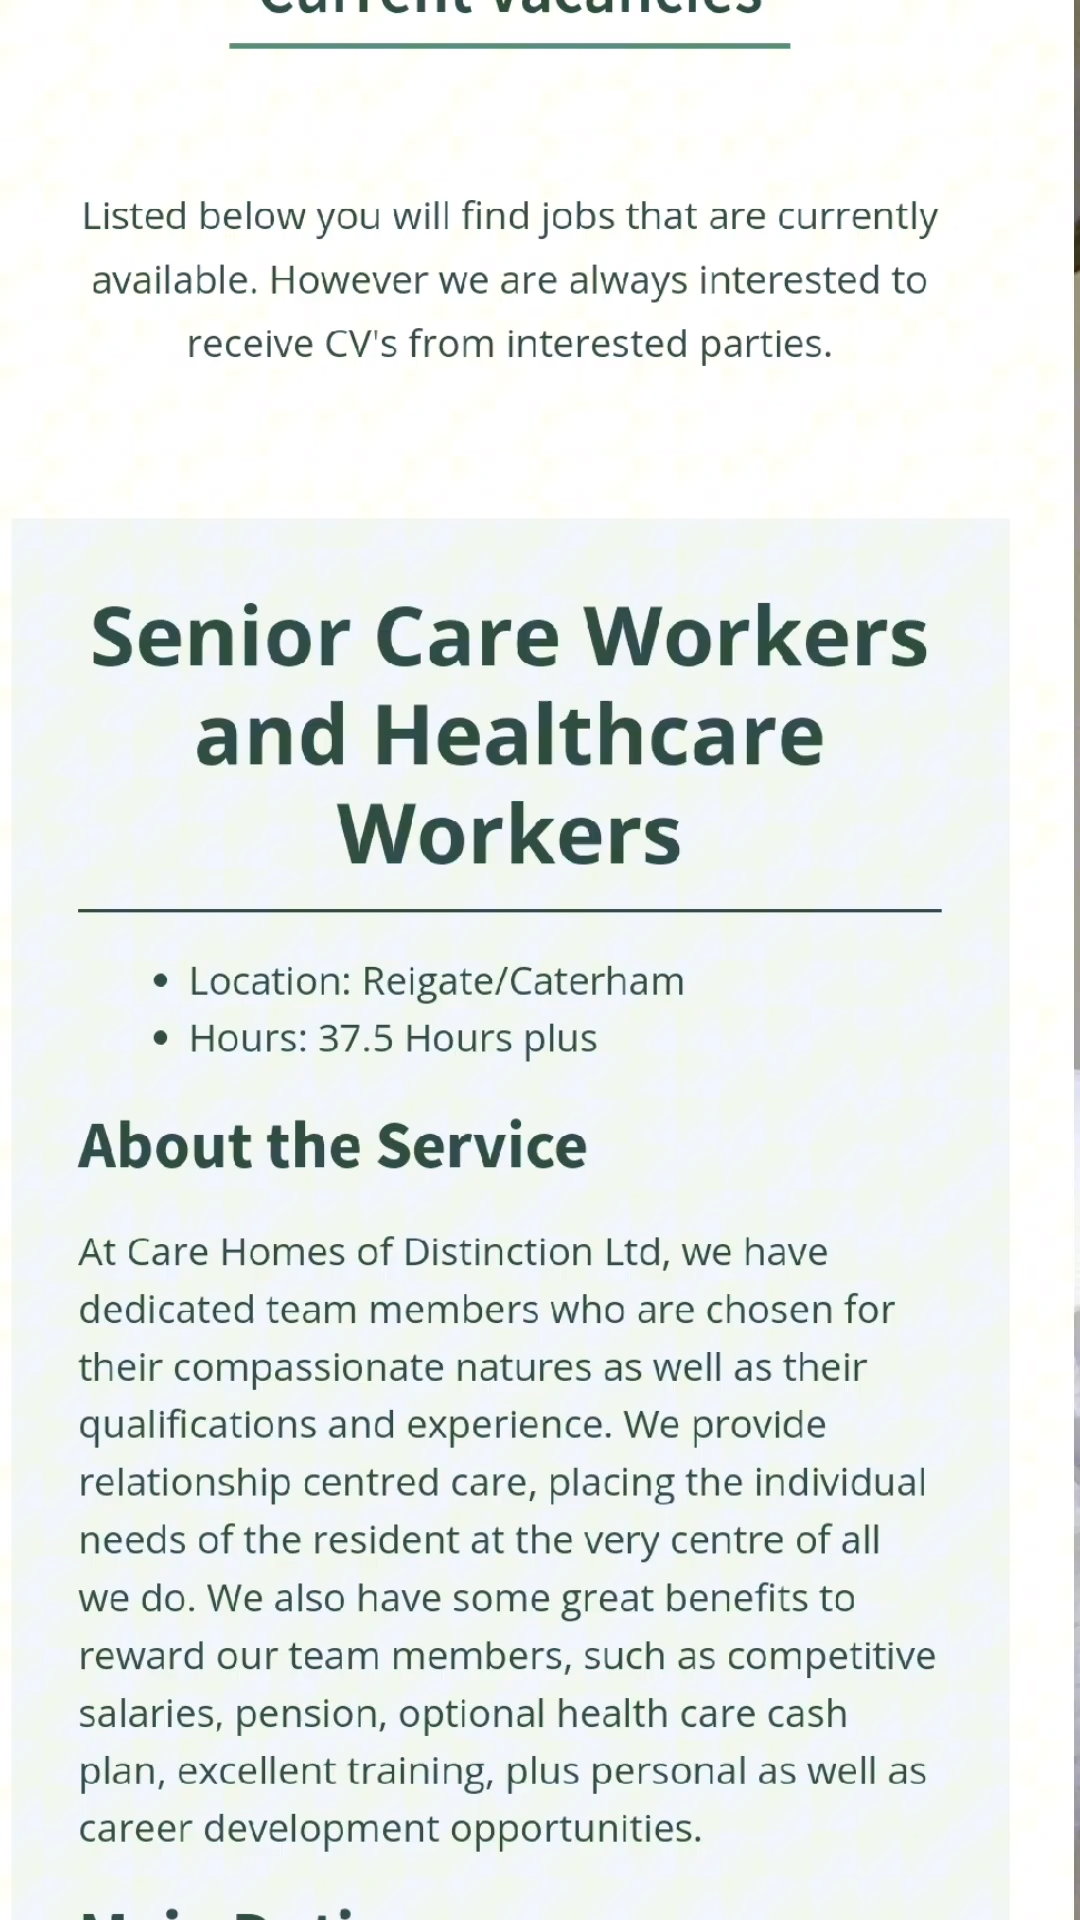 Current Vacancies
Listed below you will find jobs that are currently
available. However we are always interested to
receive CV's from interested parties.
Senior Care Workers
and Healthcare
Workers
• Location: Reigate/Caterham
• Hours: 37.5 Hours plus
About the Service
At Care Homes of Distinction Ltd, we have
dedicated team members who are chosen for
their compassionate natures as well as their
qualifications and experience. We provide
relationship centred care, placing the individual
needs of the resident at the very centre of all
we do. We also have some great benefits to
reward our team members, such as competitive
salaries, pension, optional health care cash
plan, excellent training, plus personal as well as
career development opportunities.